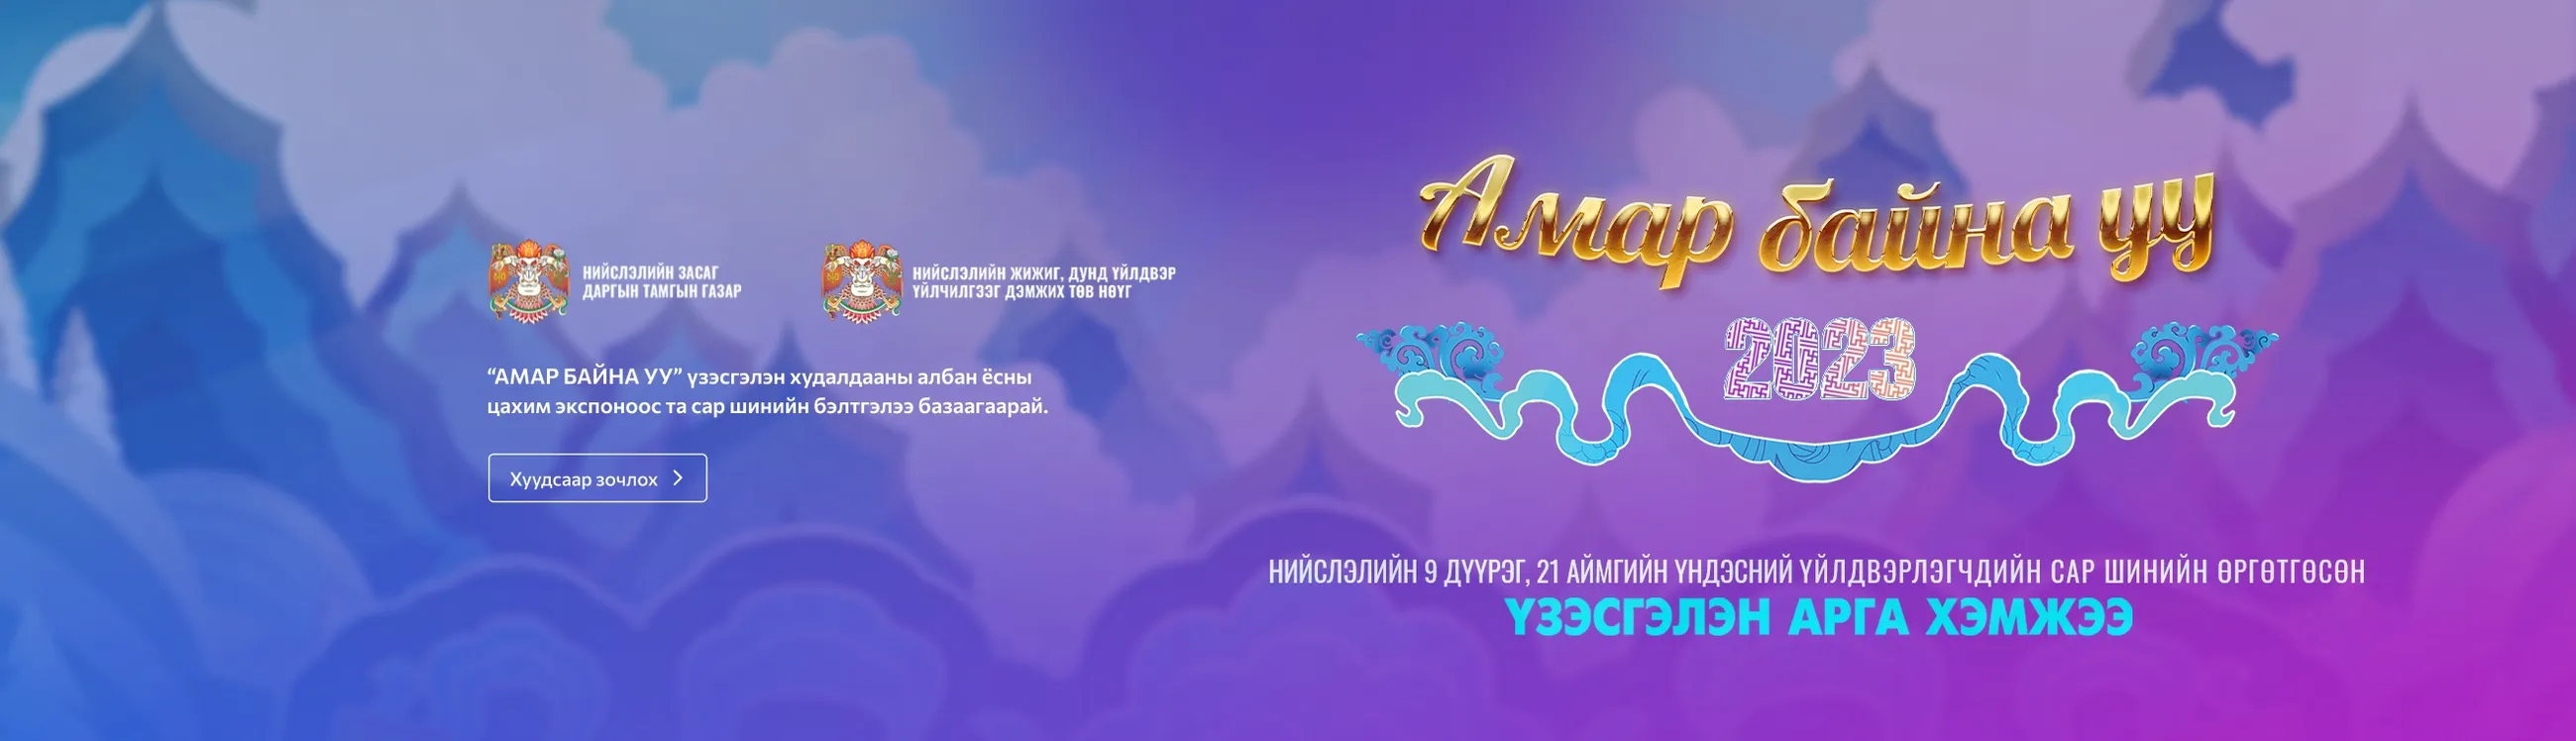 НИЙСЛЭЛИЙН ЗАСАГ
ДАРГЫН ТАМГЫН ГАЗАР
НИЙСЛЭЛИЙН ЖИЖИГ, ДУНД ҮЙЛДВЭР
ҮЙЛЧИЛГЭЭГ ДЭМЖИХ ТӨВ НӨҮГ
“АМАР БАЙНА УУ” үзэсгэлэн худалдааны албан ёсны
цахим экспоноос та сар шинийн бэлтгэлээ базаагаарай.
Хуудсаар зочлох
Амар байна уу
2023
НИЙСЛЭЛИЙН 9 ДҮҮРЭГ, 21 АЙМГИЙН ҮНДЭСНИЙ ҮЙЛДВЭРЛЭГЧДИЙН САР ШИНИЙН ӨРГӨТГӨСӨН
ҮЗЭСГЭЛЭН АРГА ХЭМЖЭЭ